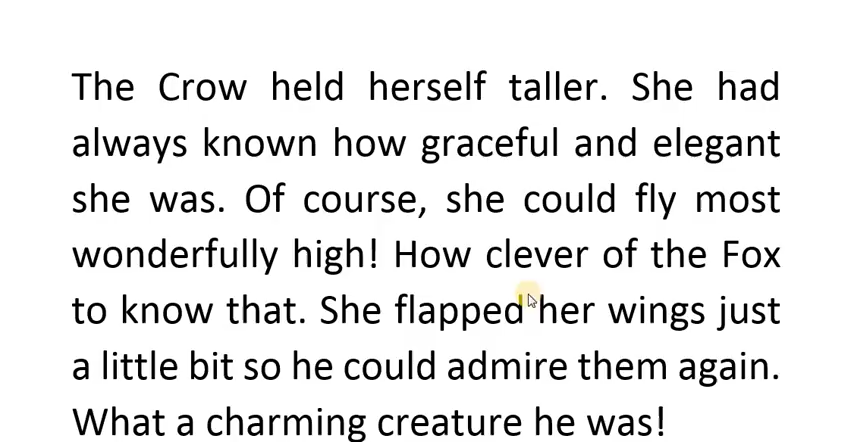 The Crow held herself taller. She had
always known how graceful and elegant
she was. Of course, she could fly most
wonderfully high! How clever of the Fox
to know that. She flapped her wings just
a little bit so he could admire them again.
What a charming creature he was!